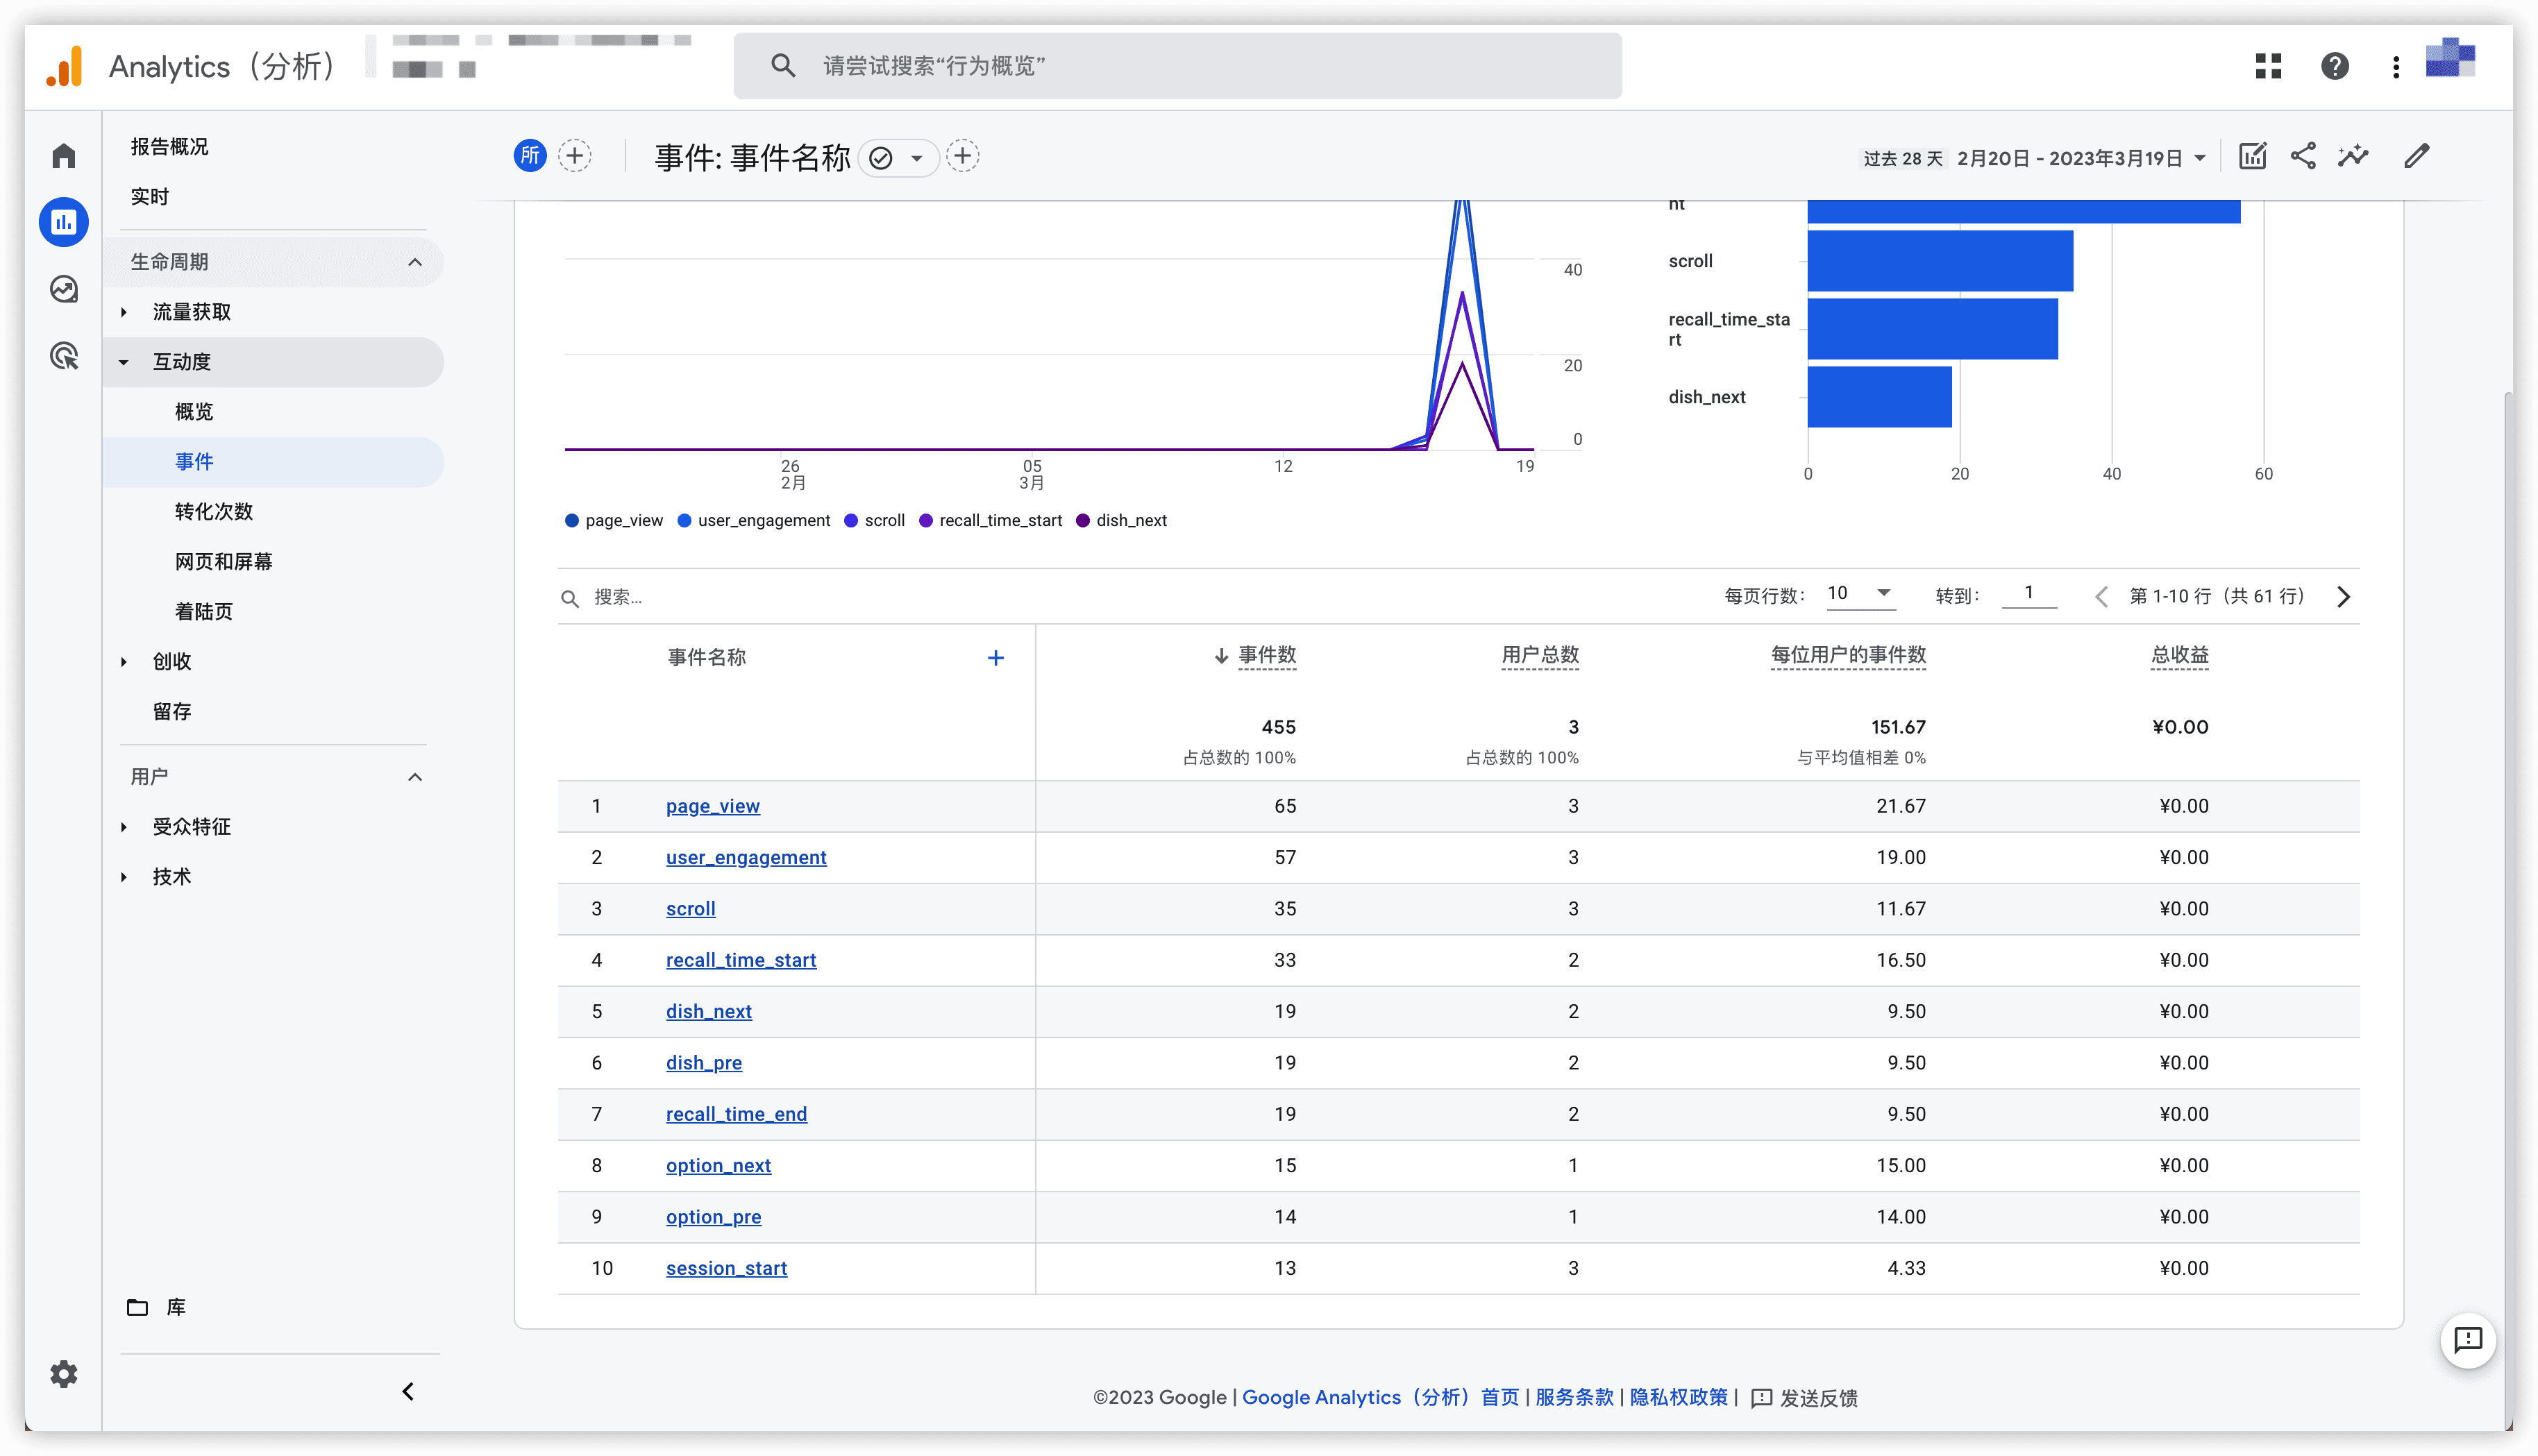 Analytics（分析）
请尝试搜索“行为概览”
报告概况
实时
生命周期
流量获取
互动度
概览
事件
转化次数
网页和屏幕
着陆页
创收
留存
用户
受众特征
技术
库
所
事件: 事件名称
过去 28 天 2月20日 - 2023年3月19日
40
20
0
26
2月
05
3月
12
19
page_view user_engagement scroll recall_time_start dish_next
nt
scroll
recall_time_sta
rt
dish_next
0 20 40 60
搜索...
每页行数： 10 转到： 1 第 1-10 行（共 61 行）
事件名称 + 事件数 用户总数 每位用户的事件数 总收益
455 3 151.67 ¥0.00
占总数的 100% 占总数的 100% 与平均值相差 0%
1 page_view 65 3 21.67 ¥0.00
2 user_engagement 57 3 19.00 ¥0.00
3 scroll 35 3 11.67 ¥0.00
4 recall_time_start 33 2 16.50 ¥0.00
5 dish_next 19 2 9.50 ¥0.00
6 dish_pre 19 2 9.50 ¥0.00
7 recall_time_end 19 2 9.50 ¥0.00
8 option_next 15 1 15.00 ¥0.00
9 option_pre 14 1 14.00 ¥0.00
10 session_start 13 3 4.33 ¥0.00
©2023 Google | Google Analytics（分析）首页 | 服务条款 | 隐私权政策 | 发送反馈